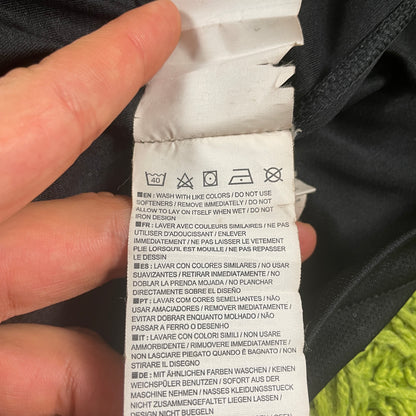 40
EN: WASH WITH LIKE COLORS / DO NOT USE
SOFTENERS / REMOVE IMMEDIATELY / DO NOT
ALLOW TO LAY ON ITSELF WHEN WET / DO NOT
IRON DESIGN
FR: LAVER AVEC COULEURS SIMILAIRES / NE PAS
UTILISER D'ADOUCISSANT / ENLEVER
IMMÉDIATEMENT / NE PAS LAISSER LE VETEMENT
PLIE LORSQU'IL EST MOUILLE / NE PAS REPASSER
LE DESSIN
ES: LAVAR CON COLORES SIMILARES / NO USAR
SUAVIZANTES / RETIRAR INMEDIATAMENTE / NO
DOBLAR LA PRENDA MOJADA / NO PLANCHAR
DIRECTAMENTE SOBRE EL DISEÑO
PT: LAVAR COM CORES SEMELHANTES / NÃO
USAR AMACIADORES / REMOVER IMEDIATAMENTE /
EVITAR DOBRAR ENQUANTO MOLHADO / NÃO
PASSAR A FERRO O DESENHO
IT: LAVARE CON COLORI SIMILI / NON USARE
AMMORBIDENTE / RIMUOVERE IMMEDIATAMENTE /
NON LASCIARE PIEGATO QUANDO È BAGNATO / NON
STIRARE IL DISEGNO
DE: MIT ÄHNLICHEN FARBEN WASCHEN / KEINEN
WEICHSPÜLER BENUTZEN / SOFORT AUS DER
MASCHINE NEHMEN / NASSES KLEIDUNGSSTÜCK
NICHT ZUSAMMENGEFALTET LIEGEN LASSEN /
DESIGN NICHT BUEGELN